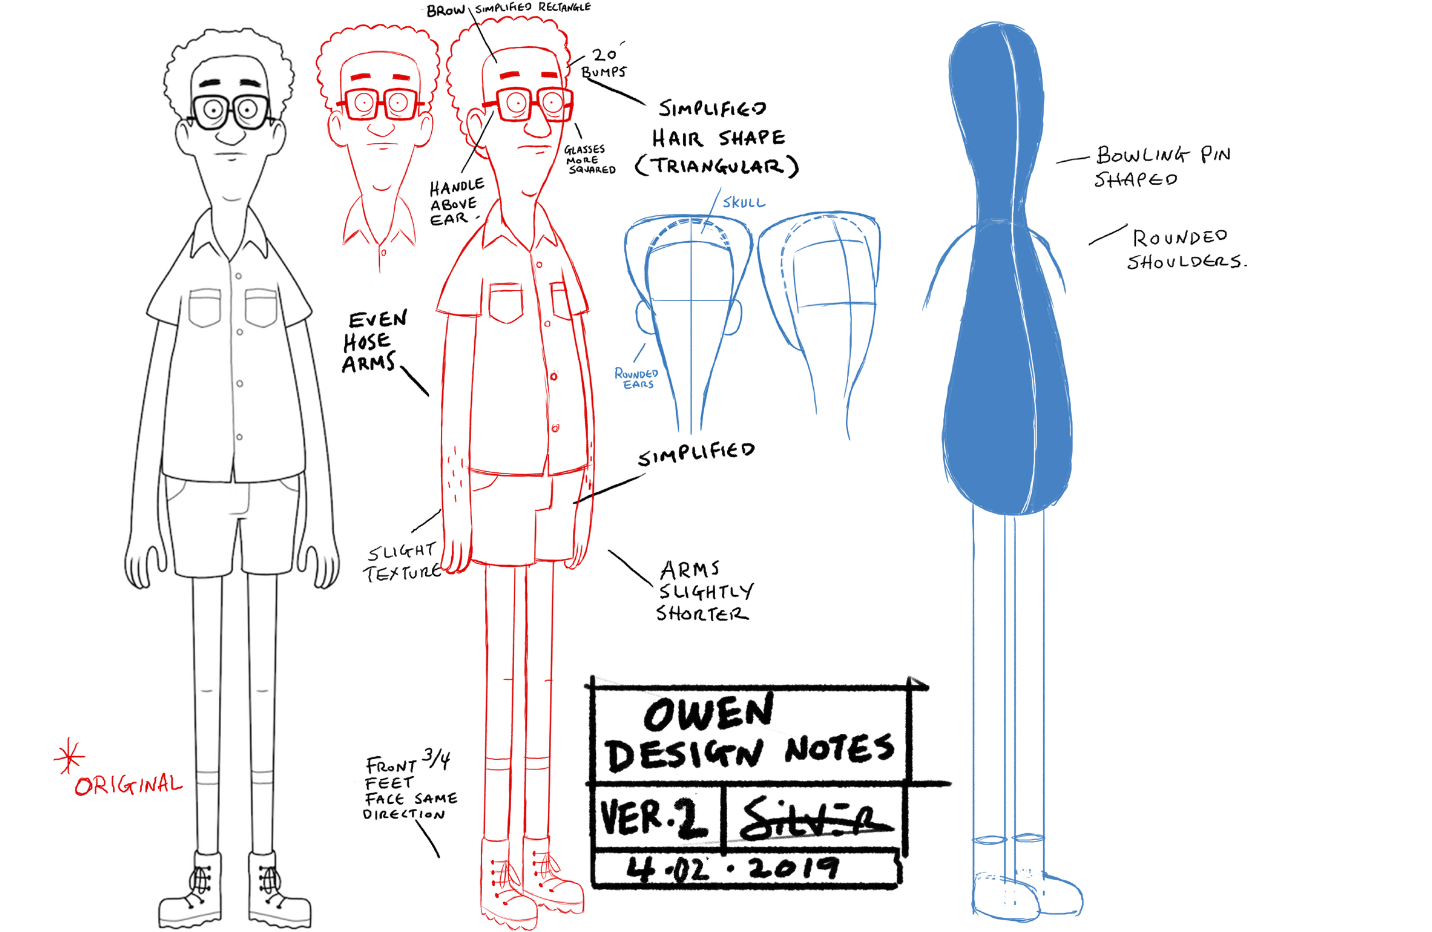 BROW SIMPLIFIED RECTANGLE
20
BUMPS
SIMPLIFIED
HAIR SHAPE
(TRIANGULAR)
GLASSES
MORE
SQUARED
HANDLE
ABOVE
EAR.
SKULL
BOWLING PIN
SHAPED
ROUNDED
SHOULDERS.
EVEN
HOSE
ARMS
ROUNDED
EARS
SIMPLIFIED
SLIGHT
TEXTURE
ARMS
SLIGHTLY
SHORTER
* ORIGINAL
FRONT 3/4
FEET
FACE SAME
DIRECTION
OWEN
DESIGN NOTES
VER.2
SILVER
4.02.2019